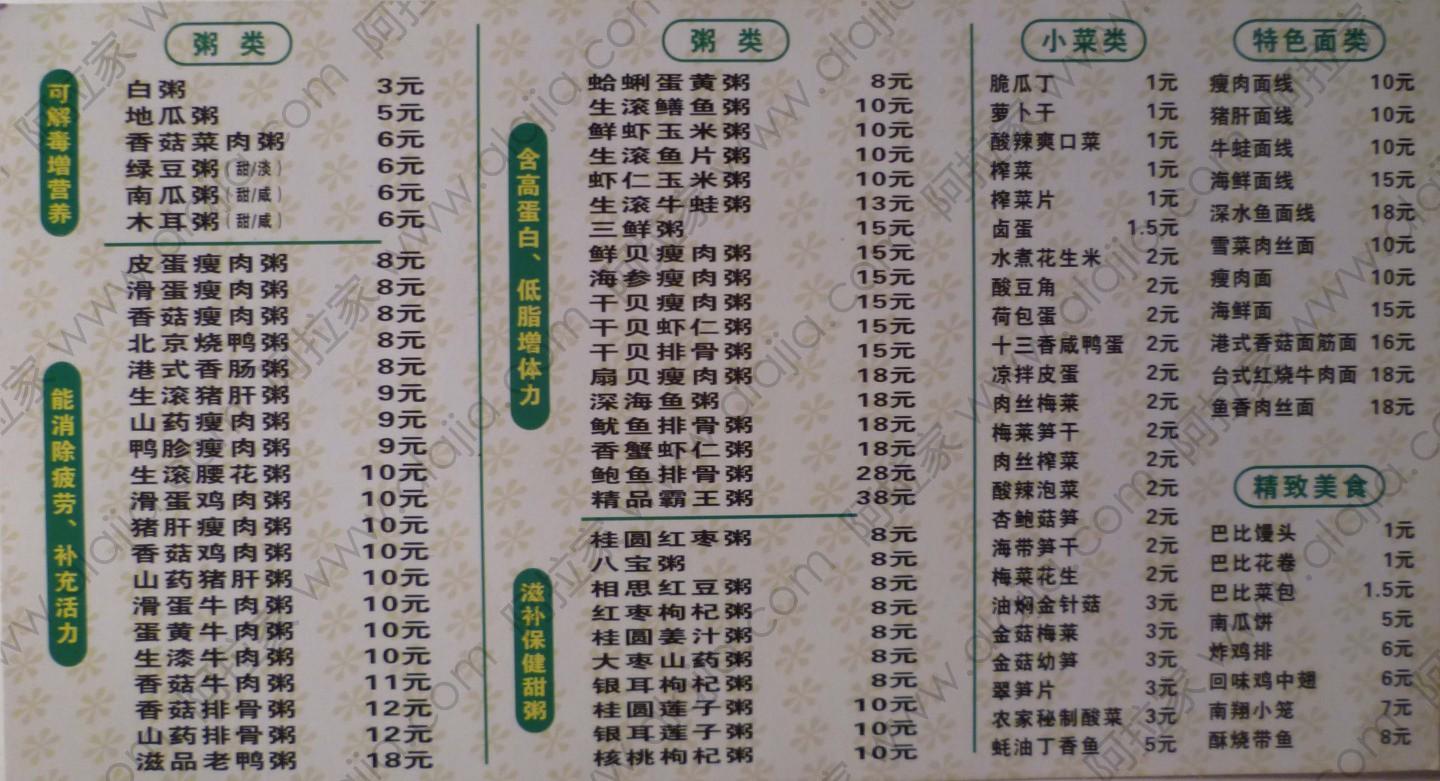 粥类
可解毒增营养
白粥 3元
地瓜粥 5元
香菇菜肉粥 6元
绿豆粥(甜/淡) 6元
南瓜粥(甜/咸) 6元
木耳粥(甜/咸) 6元
能消除疲劳、补充活力
皮蛋瘦肉粥 8元
滑蛋瘦肉粥 8元
香菇瘦肉粥 8元
北京烧鸭粥 8元
港式香肠粥 8元
生滚猪肝粥 9元
山药瘦肉粥 9元
鸭胗瘦肉粥 9元
生滚腰花粥 10元
滑蛋鸡肉粥 10元
猪肝瘦肉粥 10元
香菇鸡肉粥 10元
山药猪肝粥 10元
滑蛋牛肉粥 10元
蛋黄牛肉粥 10元
生漆牛肉粥 10元
香菇牛肉粥 11元
香菇排骨粥 12元
山药排骨粥 12元
滋品老鸭粥 18元
粥类
含高蛋白、低脂增体力
蛤蜊蛋黄粥 8元
生滚鳝鱼粥 10元
鲜虾玉米粥 10元
生滚鱼片粥 10元
虾仁玉米粥 10元
生滚牛蛙粥 13元
三鲜粥 15元
鲜贝瘦肉粥 15元
海参瘦肉粥 15元
干贝瘦肉粥 15元
干贝虾仁粥 15元
干贝排骨粥 15元
扇贝瘦肉粥 18元
深海鱼粥 18元
鱿鱼排骨粥 18元
香蟹虾仁粥 18元
鲍鱼排骨粥 28元
精品霸王粥 38元
滋补保健甜粥
桂圆红枣粥 8元
八宝粥 8元
相思红豆粥 8元
红枣枸杞粥 8元
桂圆姜汁粥 8元
大枣山药粥 8元
银耳枸杞粥 8元
桂圆莲子粥 10元
银耳莲子粥 10元
核桃枸杞粥 10元
小菜类
脆瓜丁 1元
萝卜干 1元
酸辣爽口菜 1元
榨菜 1元
榨菜片 1元
卤蛋 1.5元
水煮花生米 2元
酸豆角 2元
荷包蛋 2元
十三香咸鸭蛋 2元
凉拌皮蛋 2元
肉丝梅菜 2元
梅菜笋干 2元
肉丝榨菜 2元
酸辣泡菜 2元
杏鲍菇笋 2元
海带笋干 2元
梅菜花生 2元
油焖金针菇 3元
金菇梅菜 3元
金菇幼笋 3元
翠笋片 3元
农家秘制酸菜 3元
蚝油丁香鱼 5元
特色面类
瘦肉面线 10元
猪肝面线 10元
牛蛙面线 10元
海鲜面线 15元
深水鱼面线 18元
雪菜肉丝面 10元
瘦肉面 10元
海鲜面 15元
港式香菇面筋面 16元
台式红烧牛肉面 18元
鱼香肉丝面 18元
精致美食
巴比馒头 1元
巴比花卷 1元
巴比菜包 1.5元
南瓜饼 5元
炸鸡排 6元
回味鸡中翅 6元
南翔小笼 7元
酥烧带鱼 8元
阿拉家 www.alajia.com